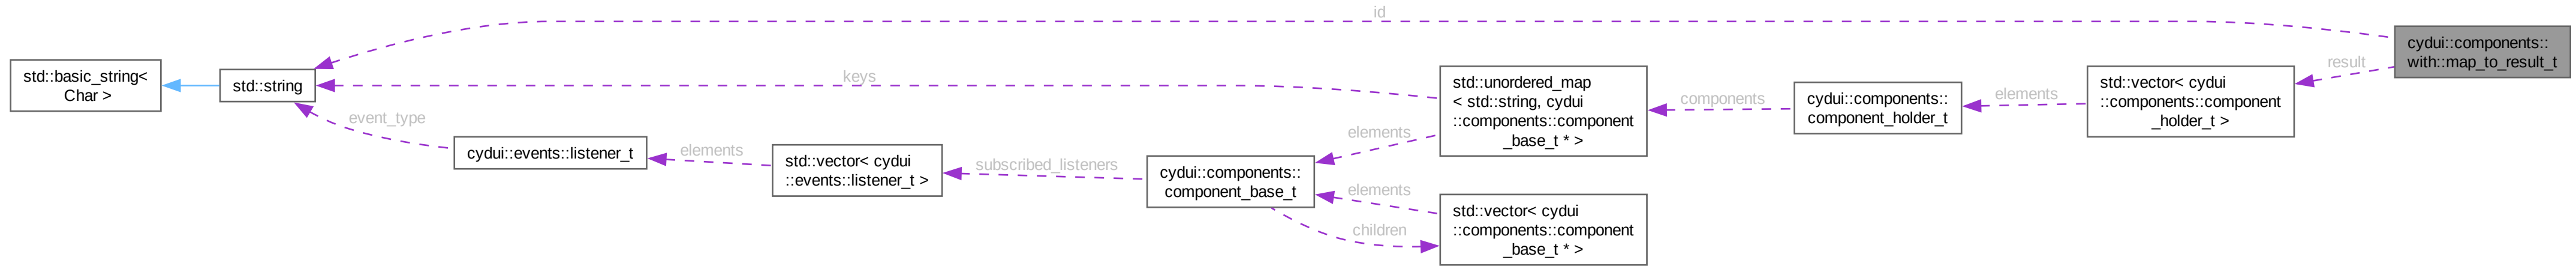 id
cydui::components::
with::map_to_result_t
std::basic_string<
Char >
std::string
keys
event_type
cydui::events::listener_t
elements
std::vector< cydui
::events::listener_t >
subscribed_listeners
cydui::components::
component_base_t
elements
elements
children
std::unordered_map
< std::string, cydui
::components::component
_base_t * >
std::vector< cydui
::components::component
_base_t * >
components
cydui::components::
component_holder_t
elements
std::vector< cydui
::components::component
_holder_t >
result